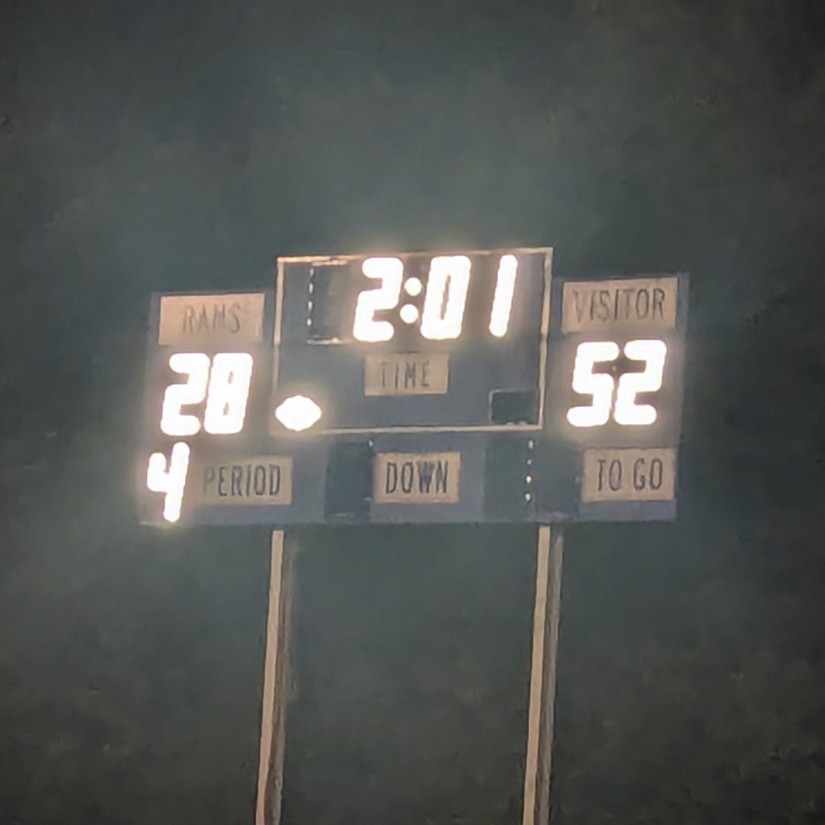 2:01
RAMS
VISITOR
TIME
28
52
4 PERIOD DOWN TO GO